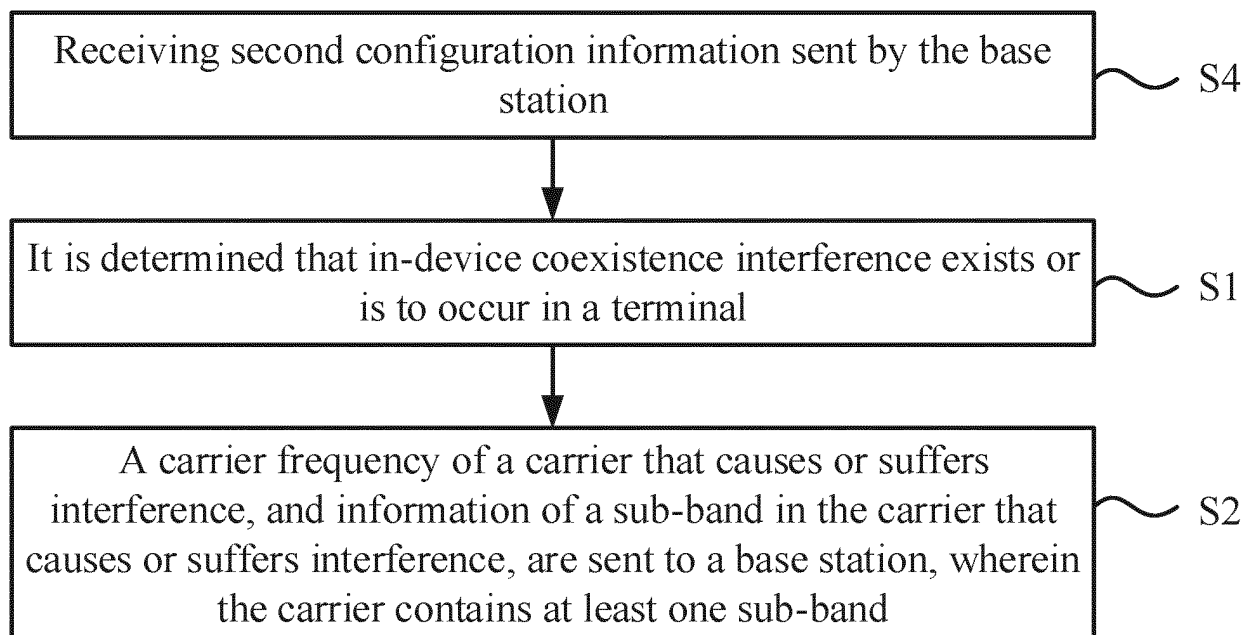 Receiving second configuration information sent by the base
station
S4
It is determined that in-device coexistence interference exists or
is to occur in a terminal
S1
A carrier frequency of a carrier that causes or suffers
interference, and information of a sub-band in the carrier that
causes or suffers interference, are sent to a base station, wherein
the carrier contains at least one sub-band
S2